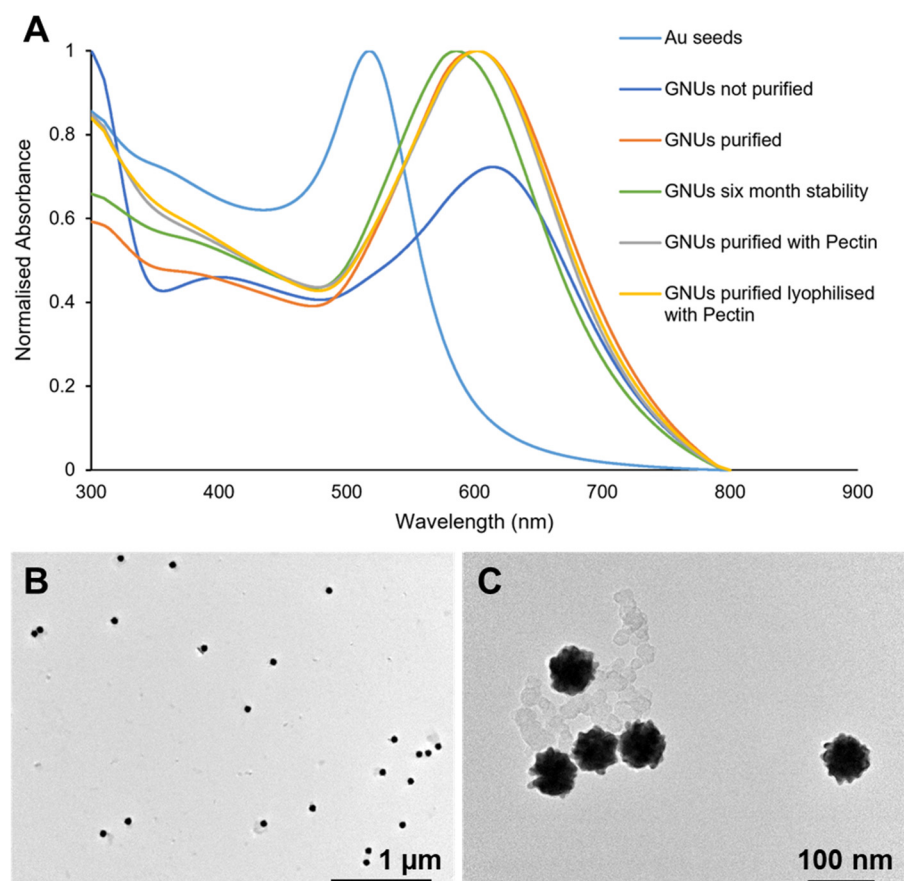 A
Au seeds
GNUs not purified
GNUs purified
GNUs six month stability
GNUs purified with Pectin
GNUs purified lyophilised
with Pectin
Normalised Absorbance
1
0.8
0.6
0.4
0.2
0
300 400 500 600 700 800 900
Wavelength (nm)
B
1 μm
C
100 nm